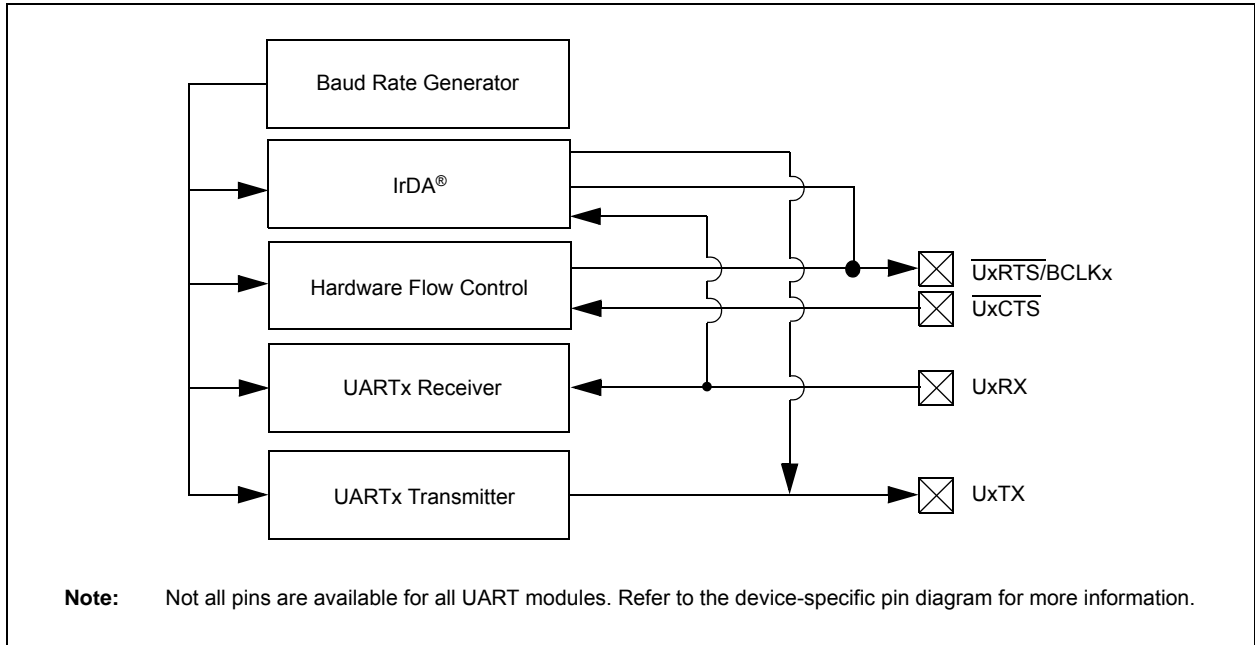 Baud Rate Generator
IrDA®
Hardware Flow Control
UxRTS/BCLKx
UxCTS
UARTx Receiver
UxRX
UARTx Transmitter
UxTX
Note: Not all pins are available for all UART modules. Refer to the device-specific pin diagram for more information.